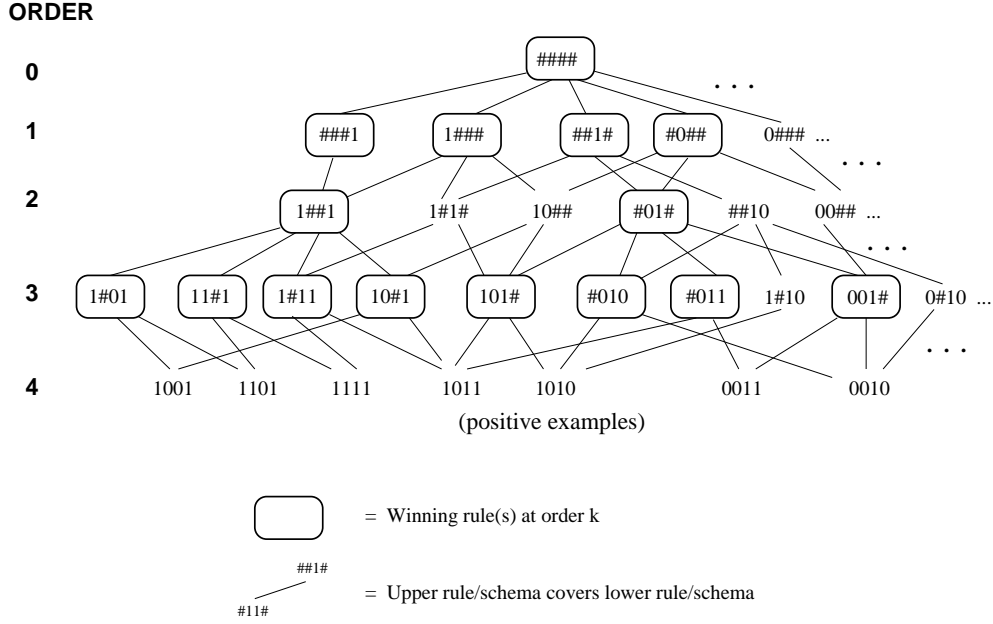 ORDER
0 #### . . .
1 ###1 1### ##1# #0## 0### ... . . .
2 1##1 1#1# 10## #01# ##10 00## ... . . .
3 1#01 11#1 1#11 10#1 101# #010 #011 1#10 001# 0#10 ... . . .
4 1001 1101 1111 1011 1010 0011 0010
(positive examples)
= Winning rule(s) at order k
##1#
= Upper rule/schema covers lower rule/schema
#11#